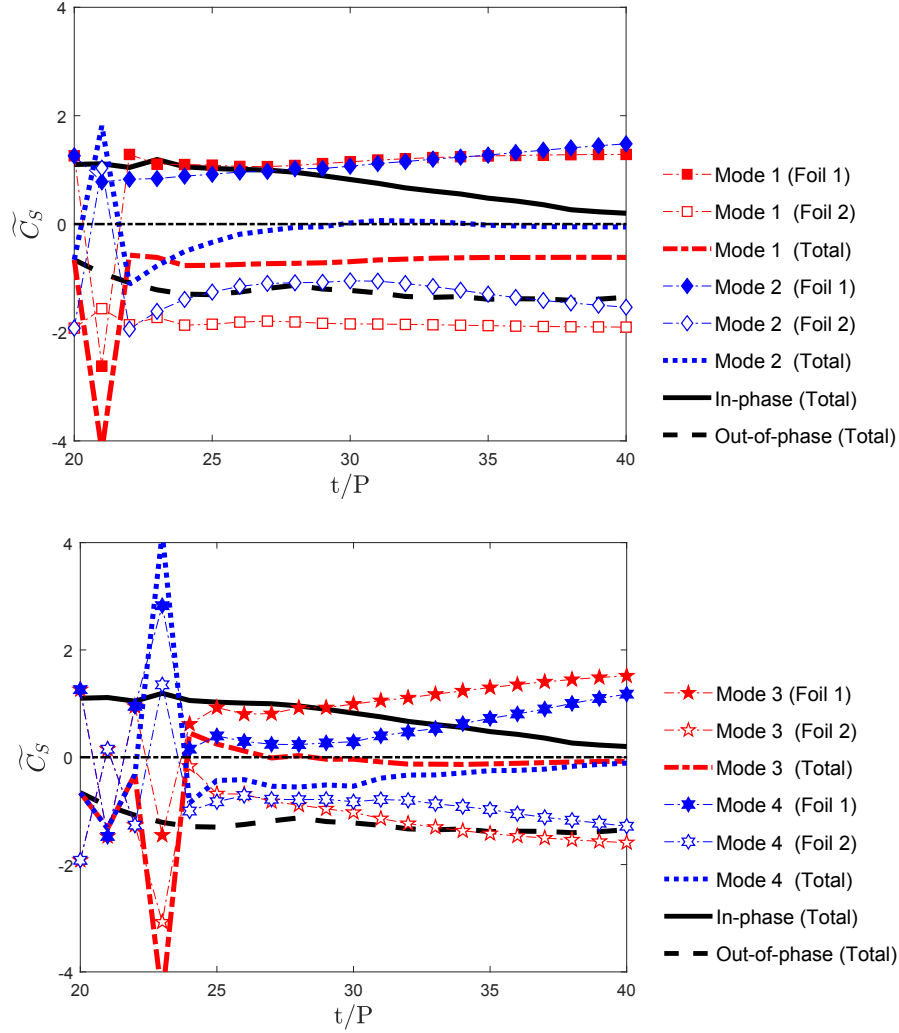 4
2
0
-2
-4
C̃_S
20
25
30
35
40
t/P
Mode 1 (Foil 1)
Mode 1 (Foil 2)
Mode 1 (Total)
Mode 2 (Foil 1)
Mode 2 (Foil 2)
Mode 2 (Total)
In-phase (Total)
Out-of-phase (Total)
4
2
0
-2
-4
C̃_S
20
25
30
35
40
t/P
Mode 3 (Foil 1)
Mode 3 (Foil 2)
Mode 3 (Total)
Mode 4 (Foil 1)
Mode 4 (Foil 2)
Mode 4 (Total)
In-phase (Total)
Out-of-phase (Total)